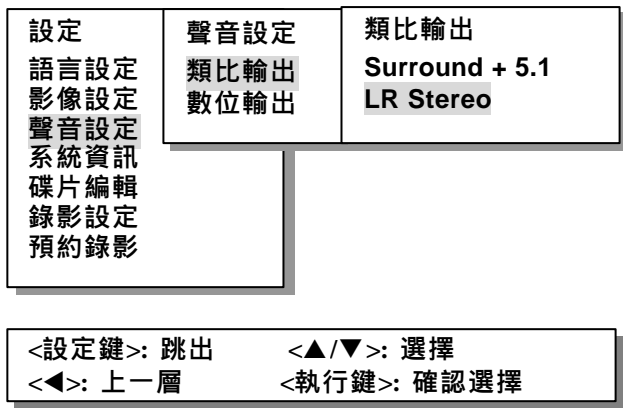 設定
語言設定
影像設定
聲音設定
系統資訊
碟片編輯
錄影設定
預約錄影
聲音設定
類比輸出
數位輸出
類比輸出
Surround + 5.1
LR Stereo
<設定鍵>: 跳出 <▲/▼>: 選擇
<◀>: 上一層 <執行鍵>: 確認選擇